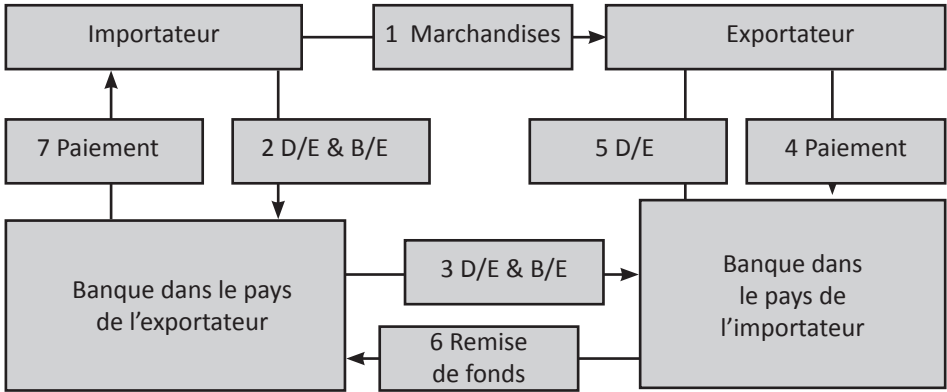 Importateur
1 Marchandises
Exportateur
7 Paiement
2 D/E & B/E
5 D/E
4 Paiement
Banque dans le pays
de l’exportateur
3 D/E & B/E
Banque dans
le pays de
l’importateur
6 Remise
de fonds